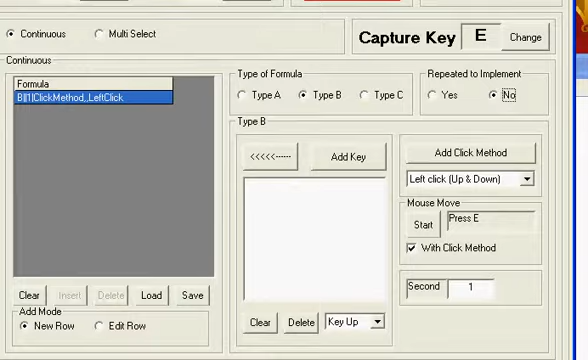 Continuous
Multi Select
Capture Key
E
Change
Continuous
Formula
B||1|ClickMethod,,LeftClick
Type of Formula
Type A
Type B
Type C
Repeated to Implement
Yes
No
Type B
<<<<<------
Add Key
Add Click Method
Left click (Up & Down)
Mouse Move
Start
Press E
With Click Method
Second
1
Clear
Insert
Delete
Load
Save
Add Mode
New Row
Edit Row
Clear
Delete
Key Up